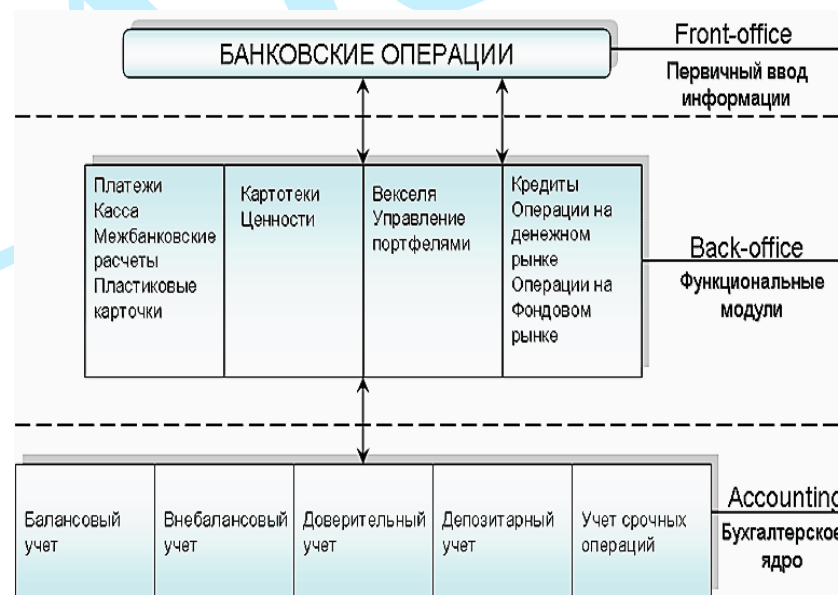 БАНКОВСКИЕ ОПЕРАЦИИ
Front-office
Первичный ввод
информации
Платежи
Касса
Межбанковские
расчеты
Пластиковые
карточки
Картотеки
Ценности
Векселя
Управление
портфелями
Кредиты
Операции на
денежном
рынке
Операции на
Фондовом
рынке
Back-office
Функциональные
модули
Балансовый
учет
Внебалансовый
учет
Доверительный
учет
Депозитарный
учет
Учет срочных
операций
Accounting
Бухгалтерское
ядро